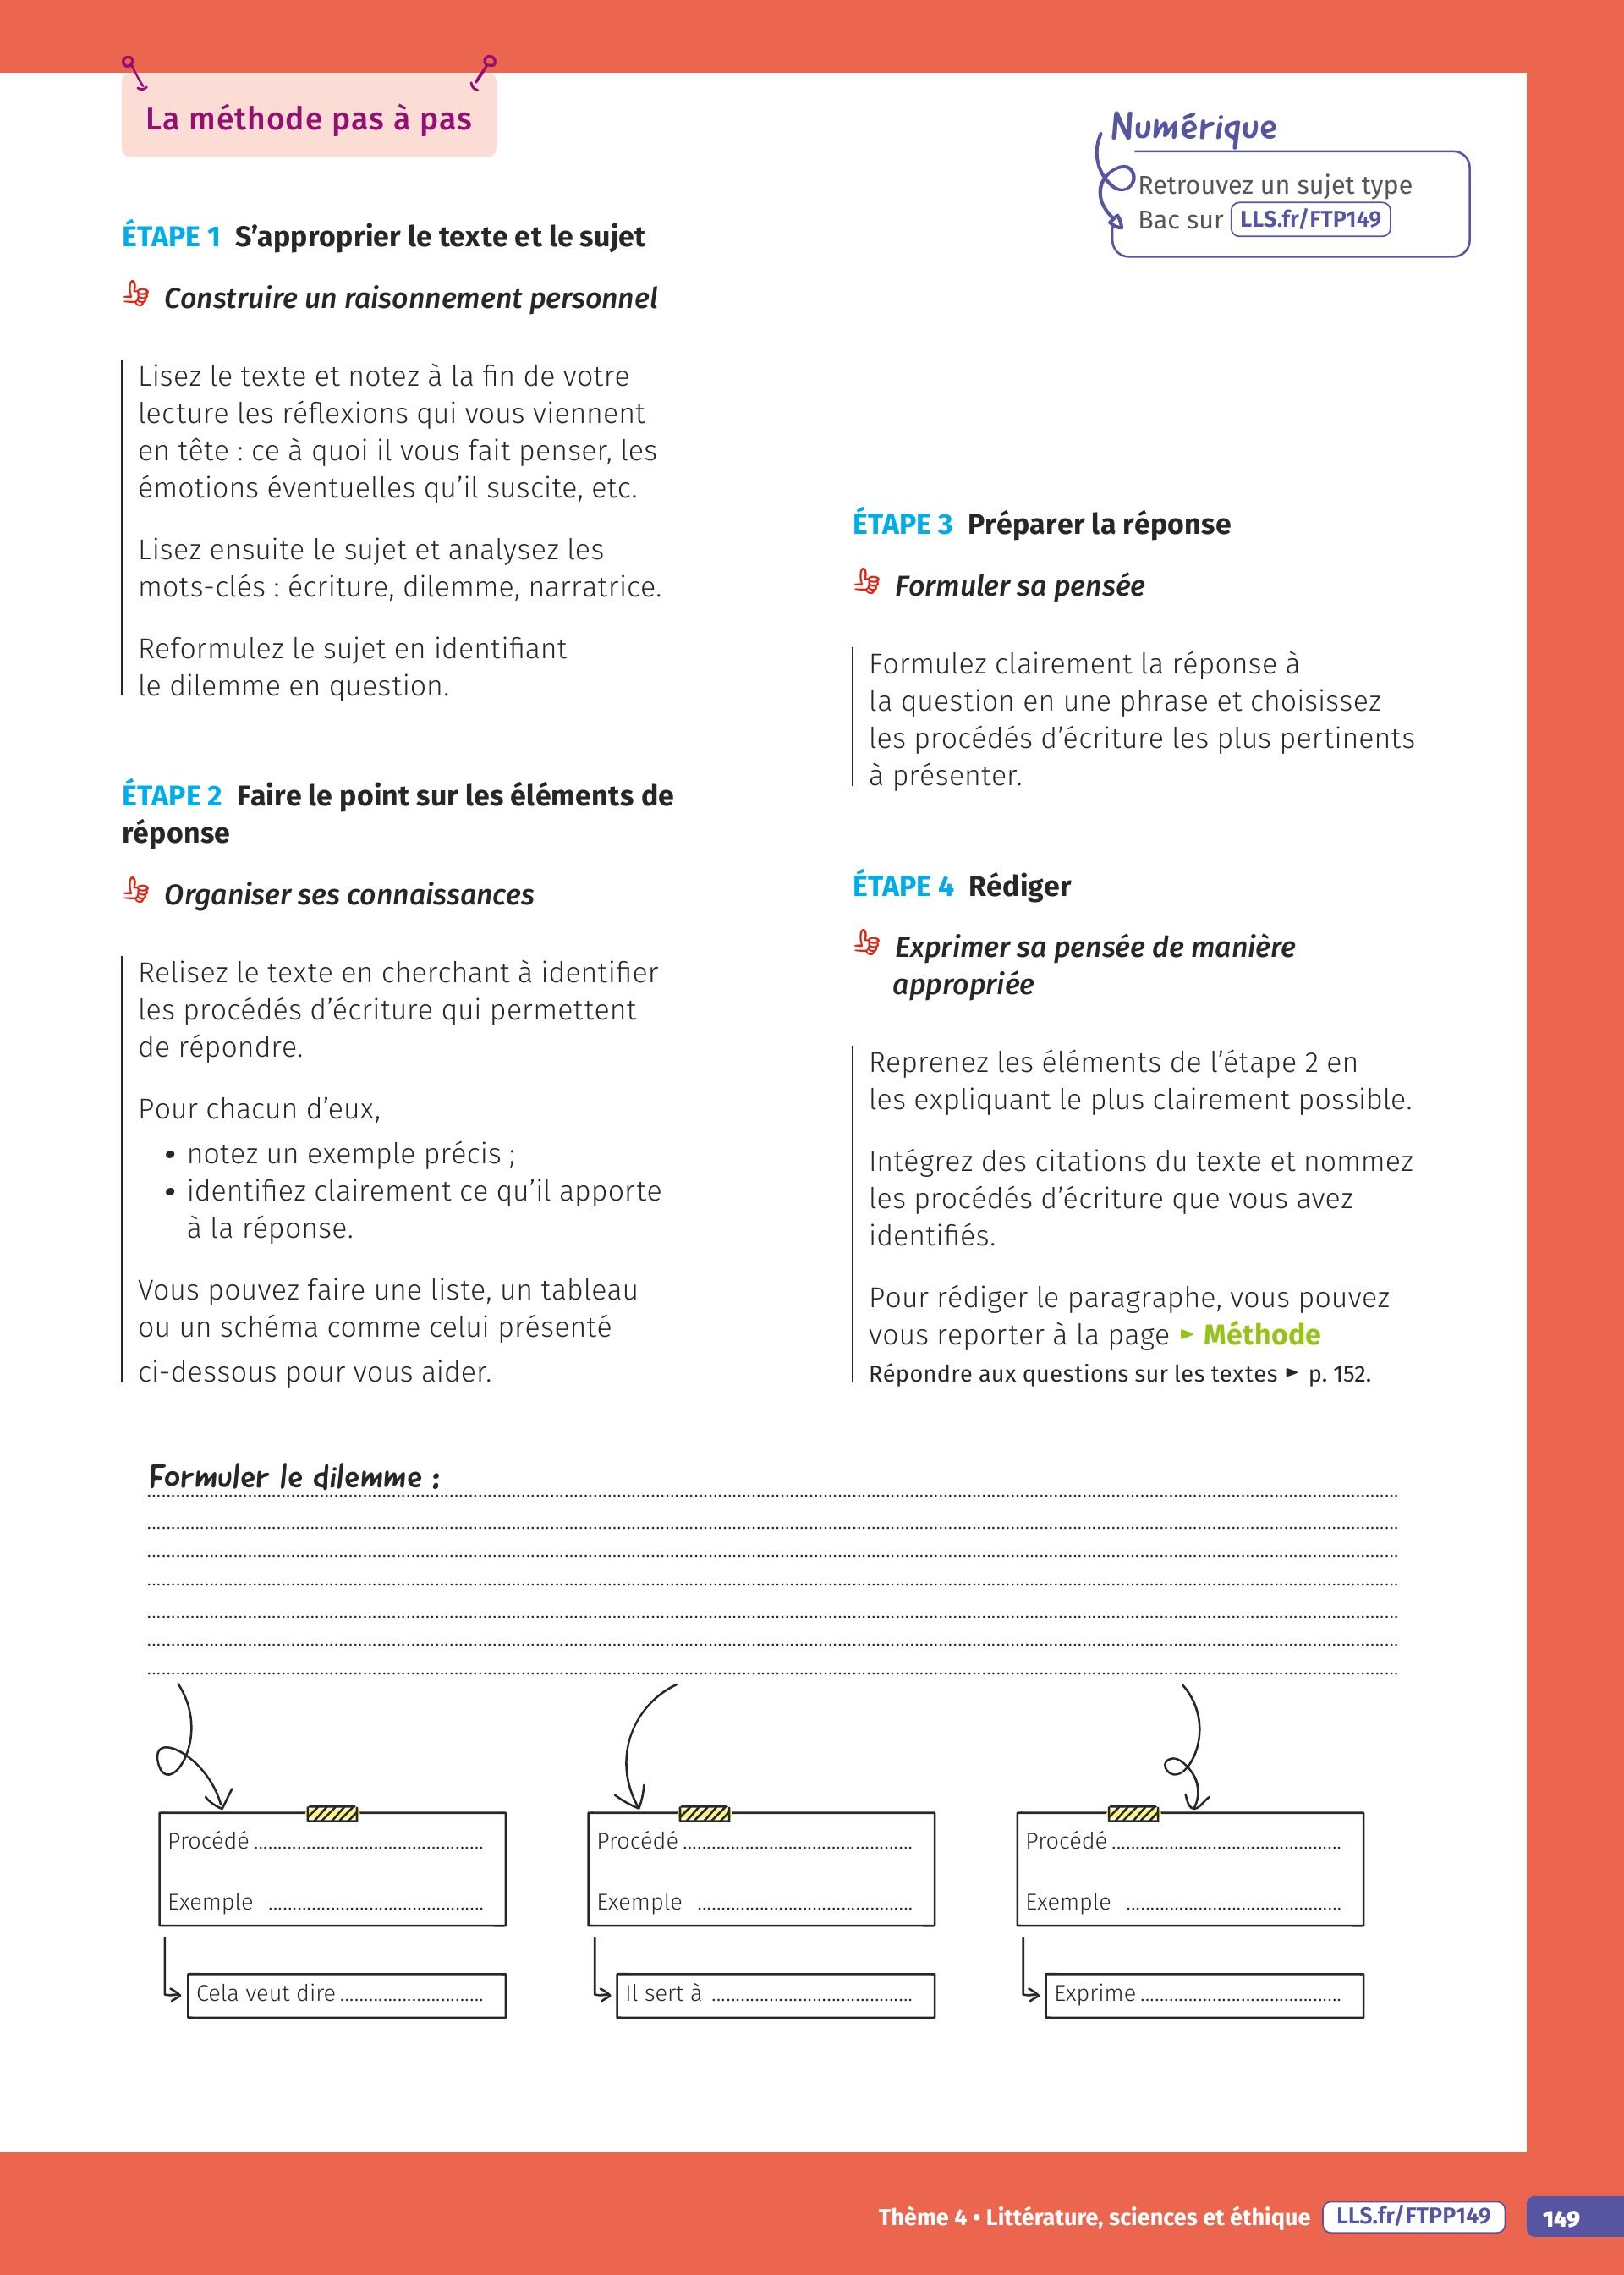 La méthode pas à pas
Numérique
Retrouvez un sujet type
Bac sur LLS.fr/FTP149
ÉTAPE 1 S’approprier le texte et le sujet
Construire un raisonnement personnel
Lisez le texte et notez à la fin de votre
lecture les réflexions qui vous viennent
en tête : ce à quoi il vous fait penser, les
émotions éventuelles qu’il suscite, etc.
Lisez ensuite le sujet et analysez les
mots-clés : écriture, dilemme, narratrice.
Reformulez le sujet en identifiant
le dilemme en question.
ÉTAPE 2 Faire le point sur les éléments de
réponse
Organiser ses connaissances
Relisez le texte en cherchant à identifier
les procédés d’écriture qui permettent
de répondre.
Pour chacun d’eux,
• notez un exemple précis ;
• identifiez clairement ce qu’il apporte
à la réponse.
Vous pouvez faire une liste, un tableau
ou un schéma comme celui présenté
ci-dessous pour vous aider.
ÉTAPE 3 Préparer la réponse
Formuler sa pensée
Formulez clairement la réponse à
la question en une phrase et choisissez
les procédés d’écriture les plus pertinents
à présenter.
ÉTAPE 4 Rédiger
Exprimer sa pensée de manière
appropriée
Reprenez les éléments de l’étape 2 en
les expliquant le plus clairement possible.
Intégrez des citations du texte et nommez
les procédés d’écriture que vous avez
identifiés.
Pour rédiger le paragraphe, vous pouvez
vous reporter à la page ► Méthode
Répondre aux questions sur les textes ► p. 152.
Formuler le dilemme :
Procédé
Exemple
Cela veut dire
Procédé
Exemple
Il sert à
Procédé
Exemple
Exprime
Thème 4 • Littérature, sciences et éthique LLS.fr/FTPP149 149